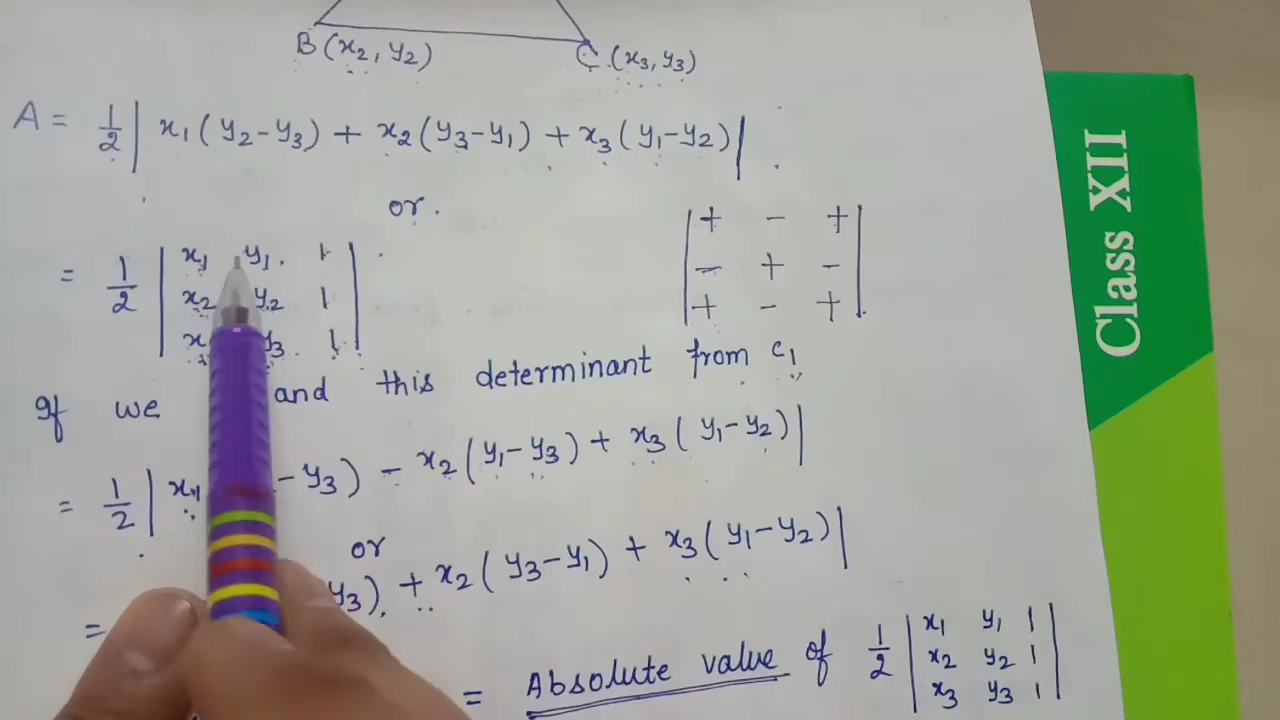 B(x2, y2) C (x3, y3)
A = 1/2 | x1(y2-y3) + x2(y3-y1) + x3(y1-y2) |
or.
= 1/2 | x1 y1 1 |
| x2 y2 1 |
| x y3 1 |
| + - + |
| - + - |
| + - + |
If we and this determinant from c1
= 1/2 | x1 -y3) - x2(y1-y3) + x3(y1-y2) |
or
= y3) + x2(y3-y1) + x3(y1-y2) |
= Absolute value of 1/2 | x1 y1 1 |
| x2 y2 1 |
| x3 y3 1 |
Class XII